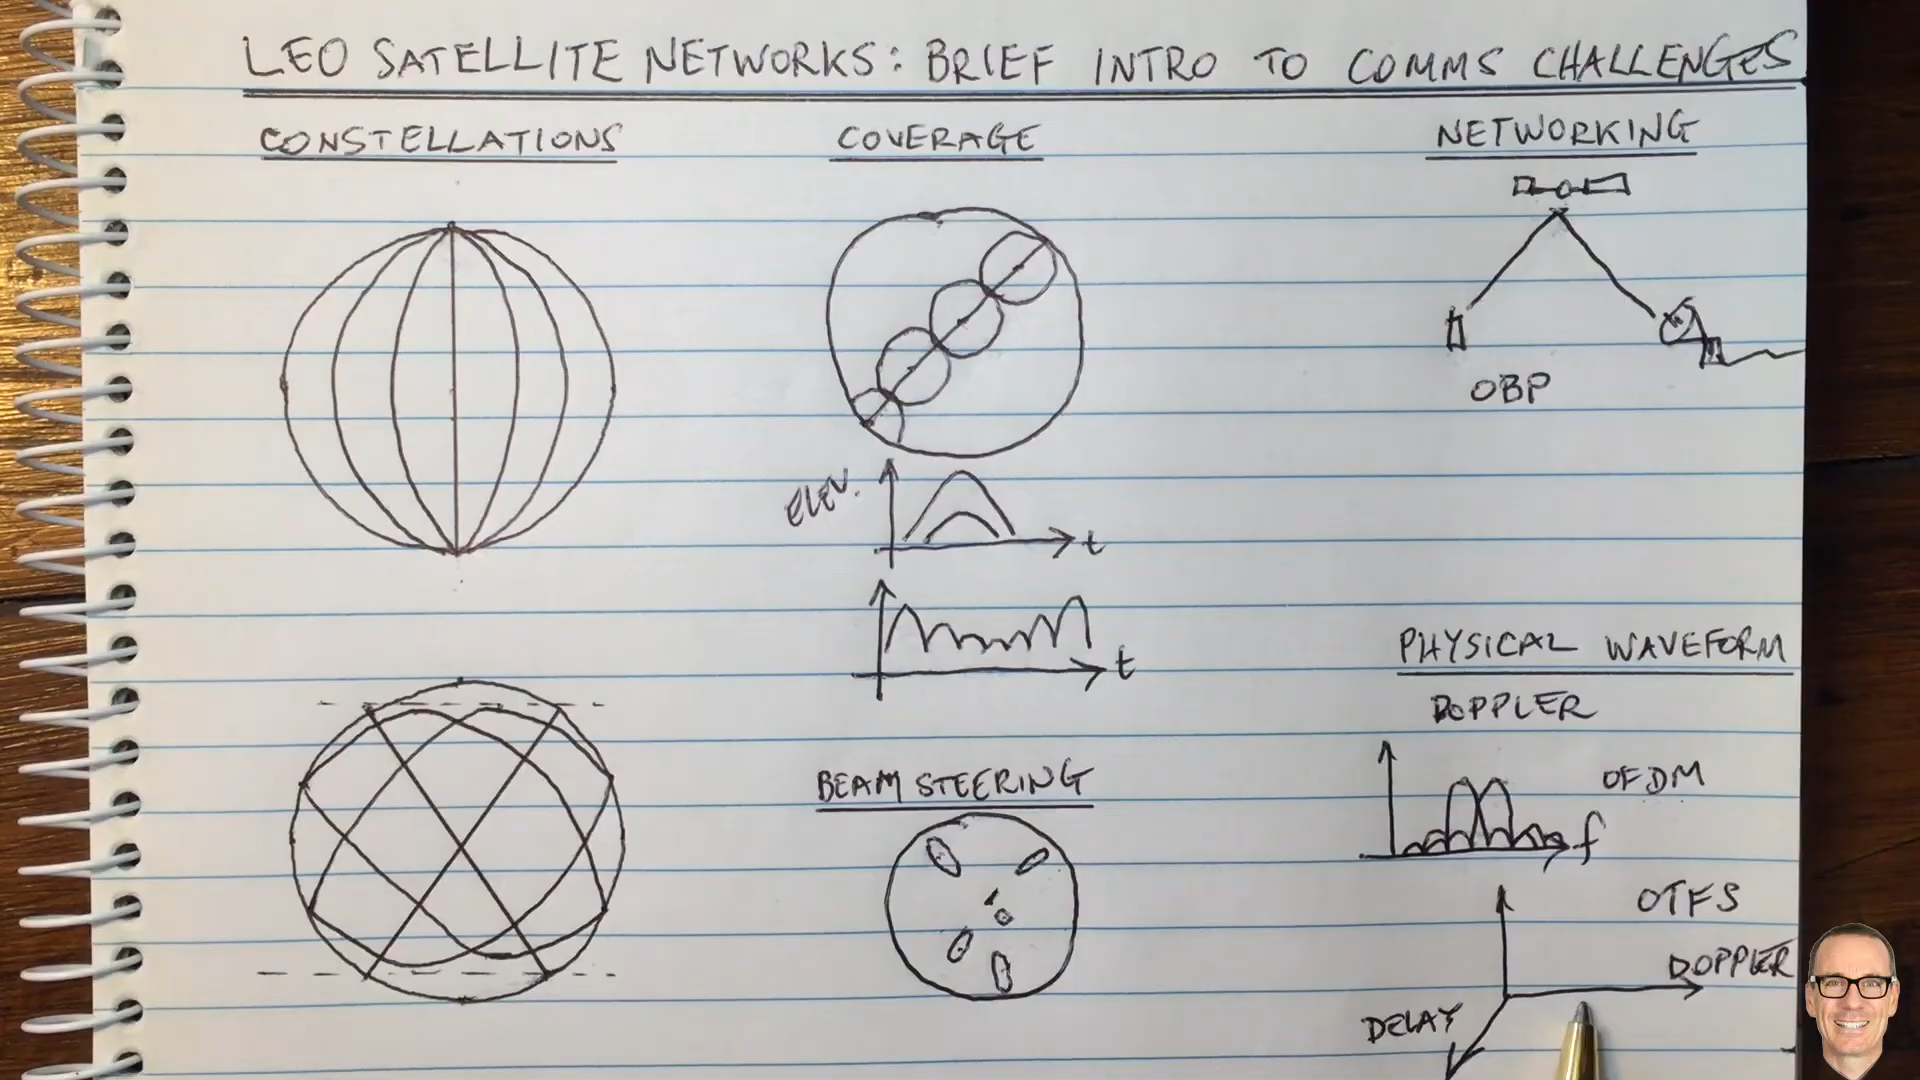 LEO SATELLITE NETWORKS: BRIEF INTRO TO COMMS CHALLENGES
CONSTELLATIONS
COVERAGE
ELEV.
t
t
BEAM STEERING
NETWORKING
OBP
PHYSICAL WAVEFORM
DOPPLER
OFDM
f
OTFS
DOPPLER
DELAY